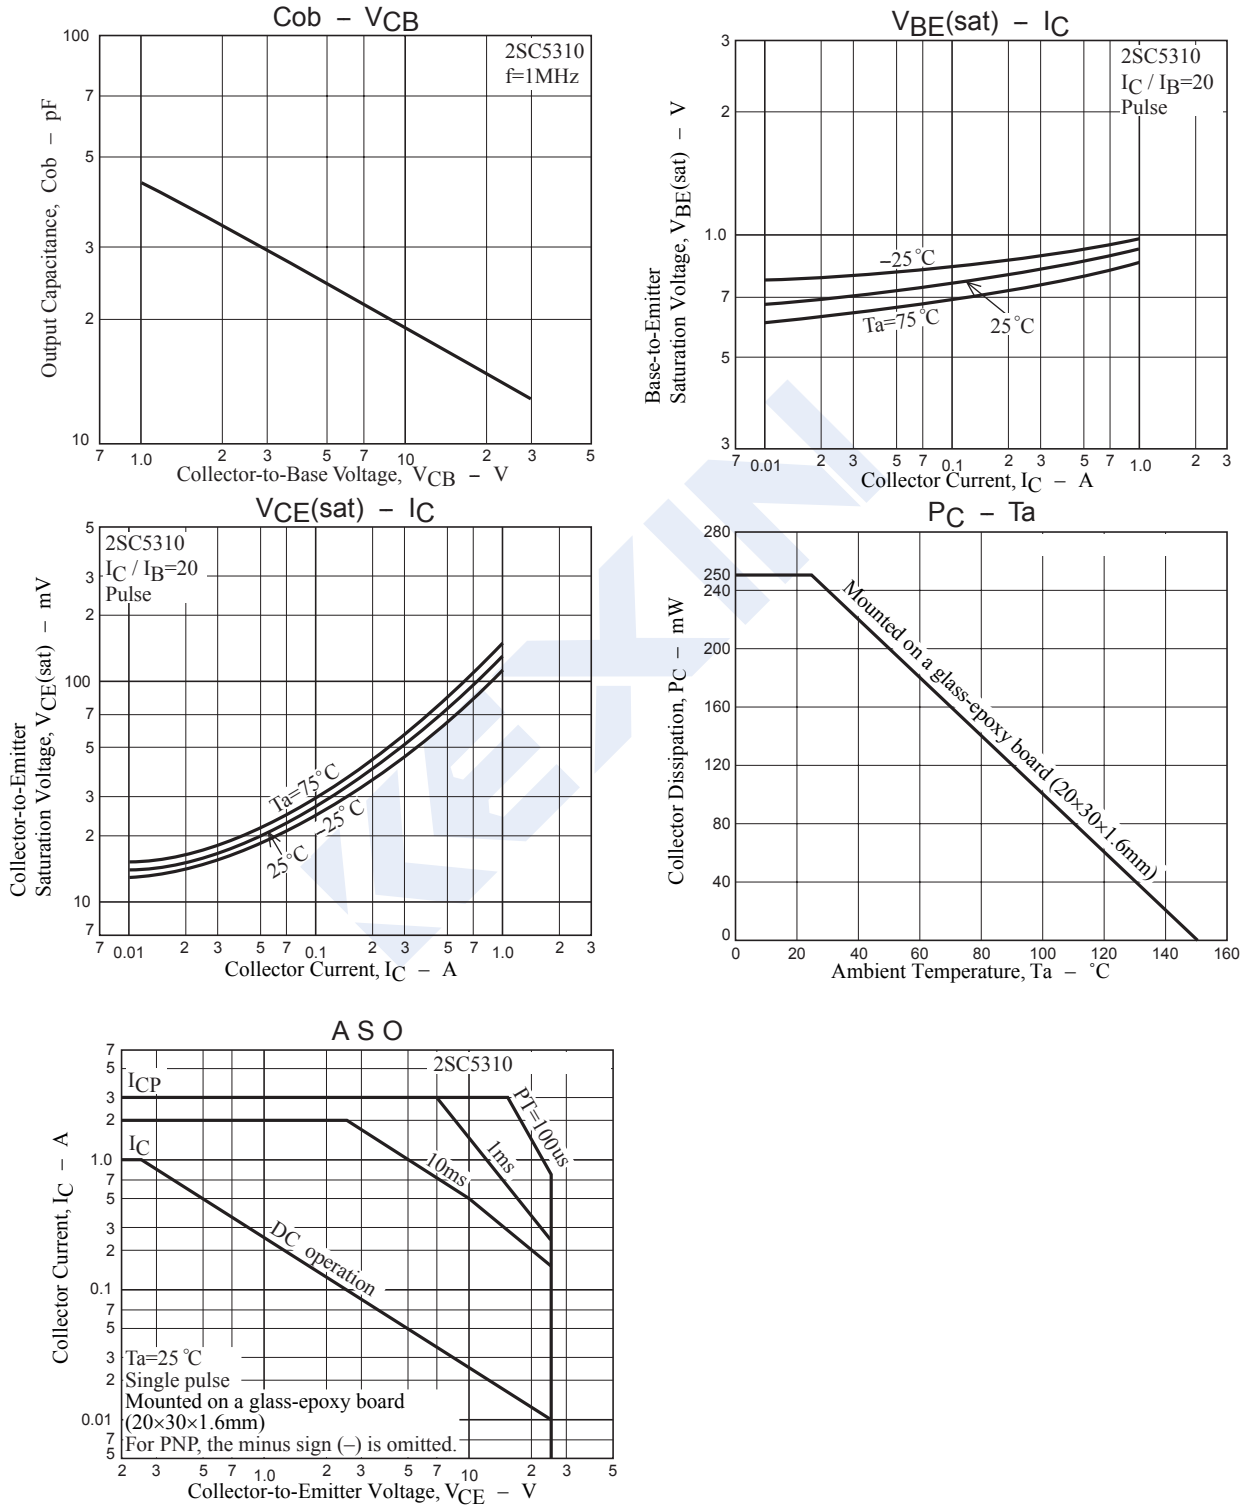 Cob – VCB
2SC5310
f=1MHz
Output Capacitance, Cob – pF
100
7
5
3
2
10
7 1.0 2 3 5 7 10 2 3 5
Collector-to-Base Voltage, VCB – V
VBE(sat) – IC
2SC5310
IC / IB=20
Pulse
Base-to-Emitter
Saturation Voltage, VBE(sat) – V
3
2
1.0
7
5
3
–25°C
Ta=75°C
25°C
7 0.01 2 3 5 7 0.1 2 3 5 7 1.0 2 3
Collector Current, IC – A
VCE(sat) – IC
2SC5310
IC / IB=20
Pulse
Collector-to-Emitter
Saturation Voltage, VCE(sat) – mV
5
3
2
100
7
5
3
2
10
7
Ta=75°C
–25°C
25°C
7 0.01 2 3 5 7 0.1 2 3 5 7 1.0 2 3
Collector Current, IC – A
PC – Ta
Collector Dissipation, PC – mW
280
250
240
200
160
120
80
40
0
Mounted on a glass-epoxy board (20×30×1.6mm)
0 20 40 60 80 100 120 140 160
Ambient Temperature, Ta – °C
KEXIN
A S O
2SC5310
Collector Current, IC – A
7
5
3
2
1.0
7
5
3
2
0.1
7
5
3
2
0.01
7
5
ICP
IC
PT=100us
1ms
10ms
DC operation
Ta=25°C
Single pulse
Mounted on a glass-epoxy board
(20×30×1.6mm)
For PNP, the minus sign (–) is omitted.
2 3 5 7 1.0 2 3 5 7 10 2 3 5
Collector-to-Emitter Voltage, VCE – V